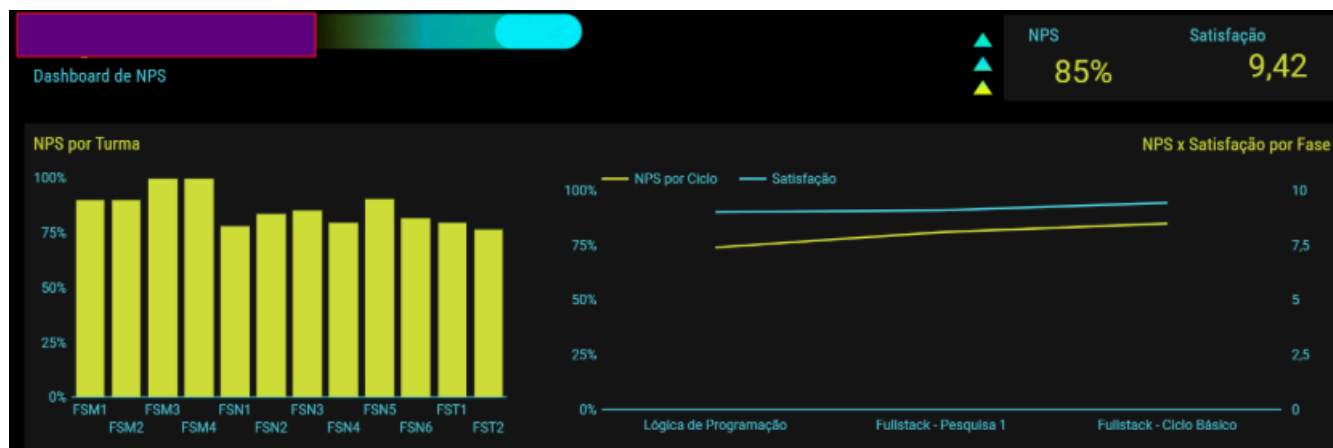 Dashboard de NPS
NPS Satisfação
85% 9,42
NPS por Turma
100%
75%
50%
25%
0%
FSM1 FSM2 FSM3 FSM4 FSN1 FSN2 FSN3 FSN4 FSN5 FSN6 FST1 FST2
NPS x Satisfação por Fase
NPS por Ciclo Satisfação
100% 10
75% 7,5
50% 5
25% 2,5
0% 0
Lógica de Programação Fullstack - Pesquisa 1 Fullstack - Ciclo Básico